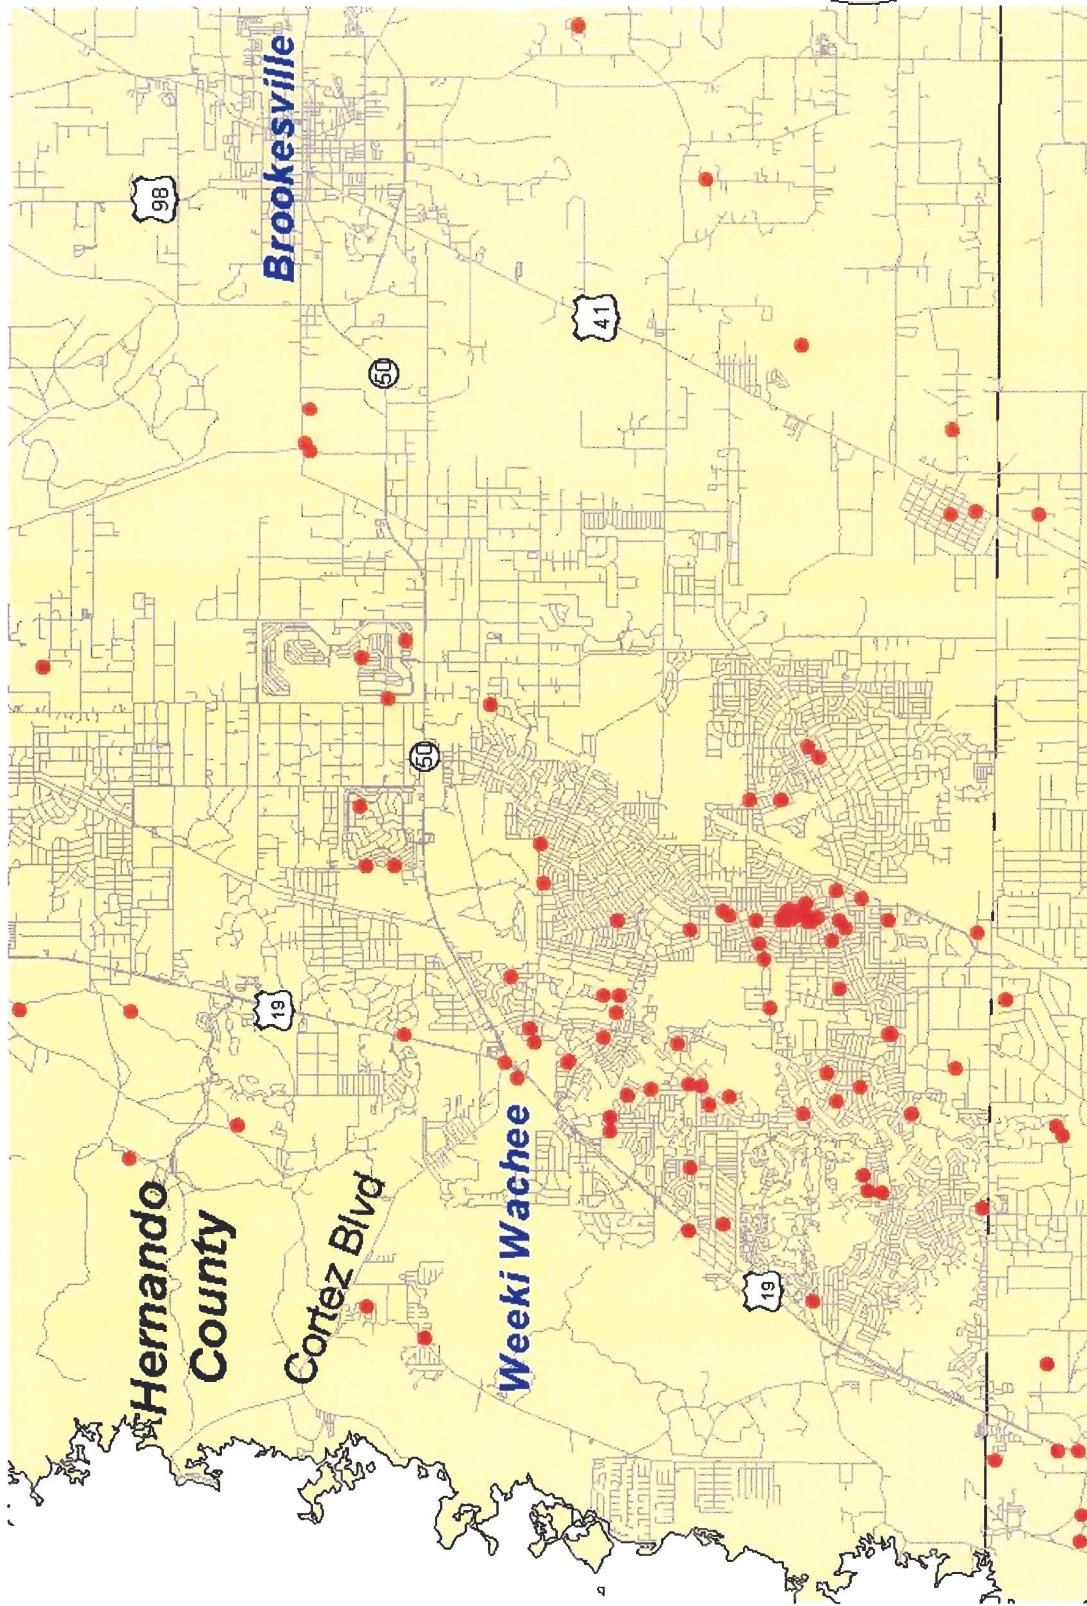 Hernando
County
Cortez Blvd
Weeki Wachee
Brookesville
19
19
50
50
98
41